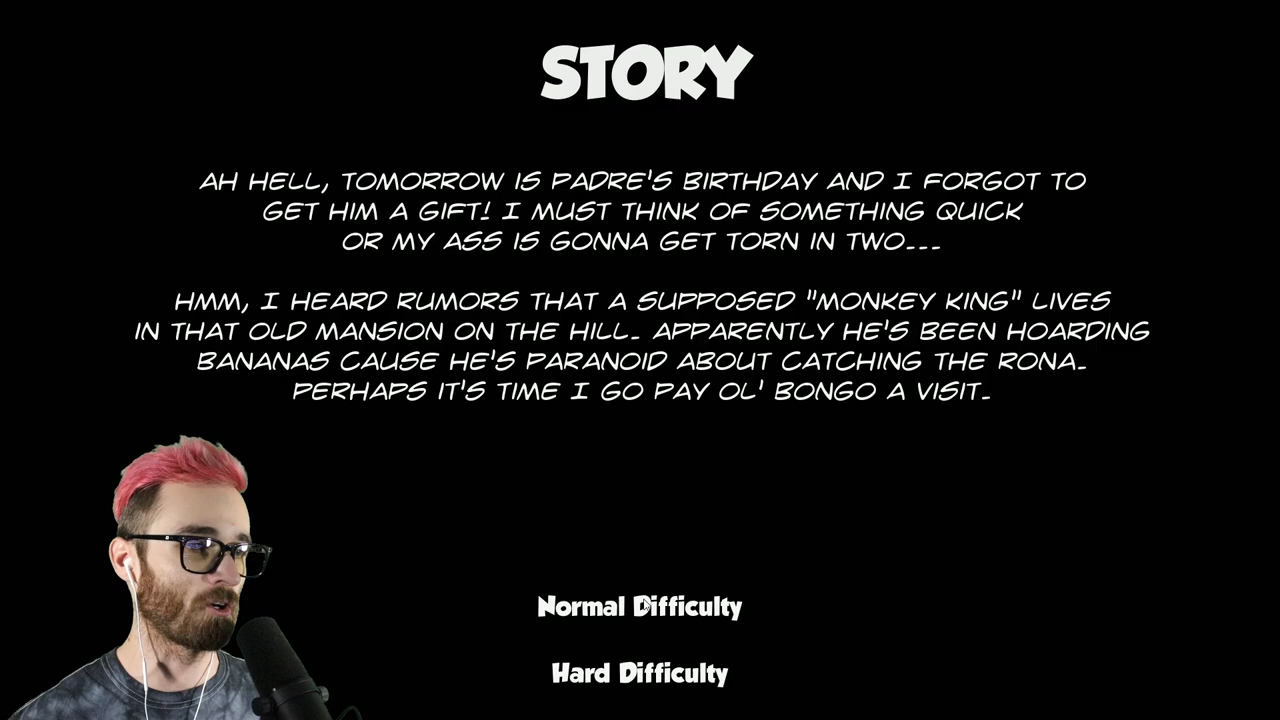 STORY
AH HELL, TOMORROW IS PADRE'S BIRTHDAY AND I FORGOT TO
GET HIM A GIFT! I MUST THINK OF SOMETHING QUICK
OR MY ASS IS GONNA GET TORN IN TWO...
HMM, I HEARD RUMORS THAT A SUPPOSED "MONKEY KING" LIVES
IN THAT OLD MANSION ON THE HILL. APPARENTLY HE'S BEEN HOARDING
BANANAS CAUSE HE'S PARANOID ABOUT CATCHING THE RONA.
PERHAPS IT'S TIME I GO PAY OL' BONGO A VISIT.
Normal Difficulty
Hard Difficulty